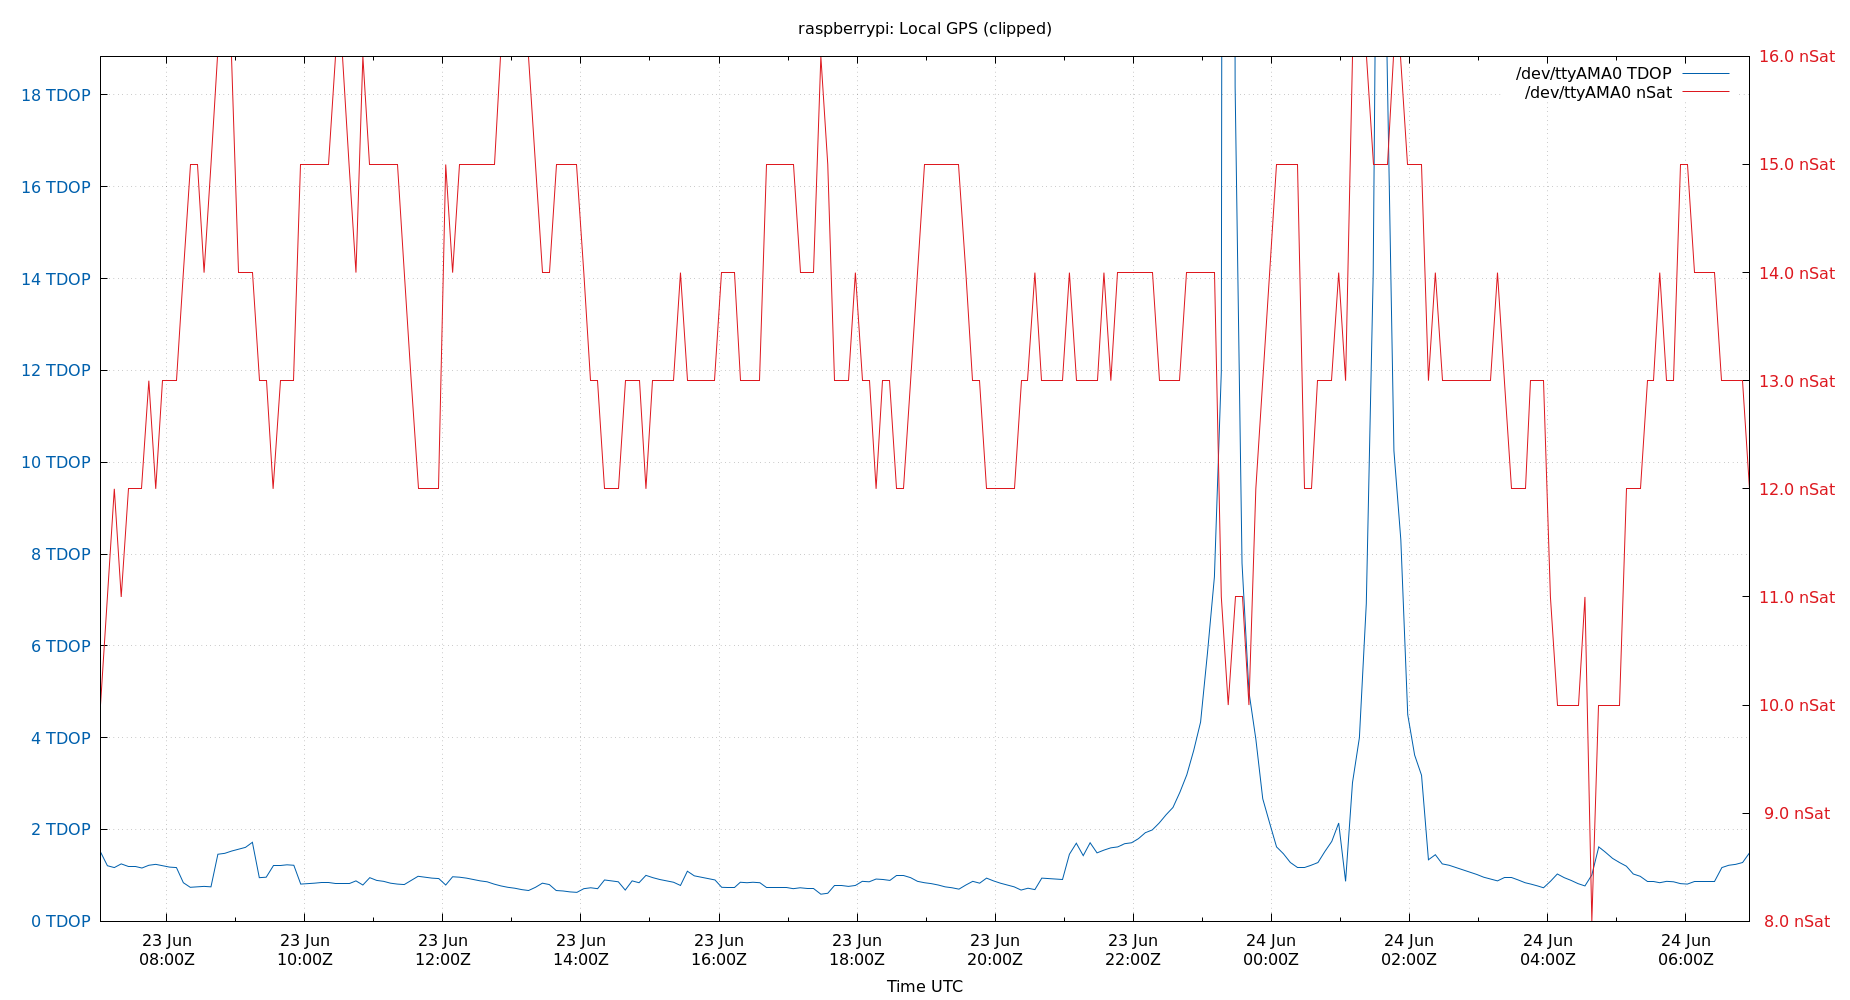 raspberrypi: Local GPS (clipped)
/dev/ttyAMA0 TDOP
/dev/ttyAMA0 nSat
18 TDOP
16 TDOP
14 TDOP
12 TDOP
10 TDOP
8 TDOP
6 TDOP
4 TDOP
2 TDOP
0 TDOP
16.0 nSat
15.0 nSat
14.0 nSat
13.0 nSat
12.0 nSat
11.0 nSat
10.0 nSat
9.0 nSat
8.0 nSat
23 Jun
08:00Z
23 Jun
10:00Z
23 Jun
12:00Z
23 Jun
14:00Z
23 Jun
16:00Z
23 Jun
18:00Z
23 Jun
20:00Z
23 Jun
22:00Z
24 Jun
00:00Z
24 Jun
02:00Z
24 Jun
04:00Z
24 Jun
06:00Z
Time UTC